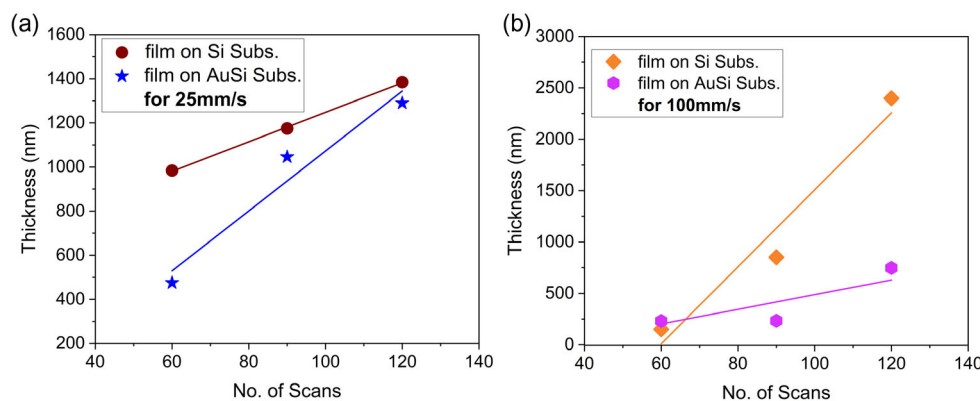 (a)
1600
1400
1200
1000
800
600
400
200
40 60 80 100 120 140
Thickness (nm)
No. of Scans
film on Si Subs.
film on AuSi Subs.
for 25mm/s
(b)
3000
2500
2000
1500
1000
500
0
40 60 80 100 120 140
Thickness (nm)
No. of Scans
film on Si Subs.
film on AuSi Subs.
for 100mm/s